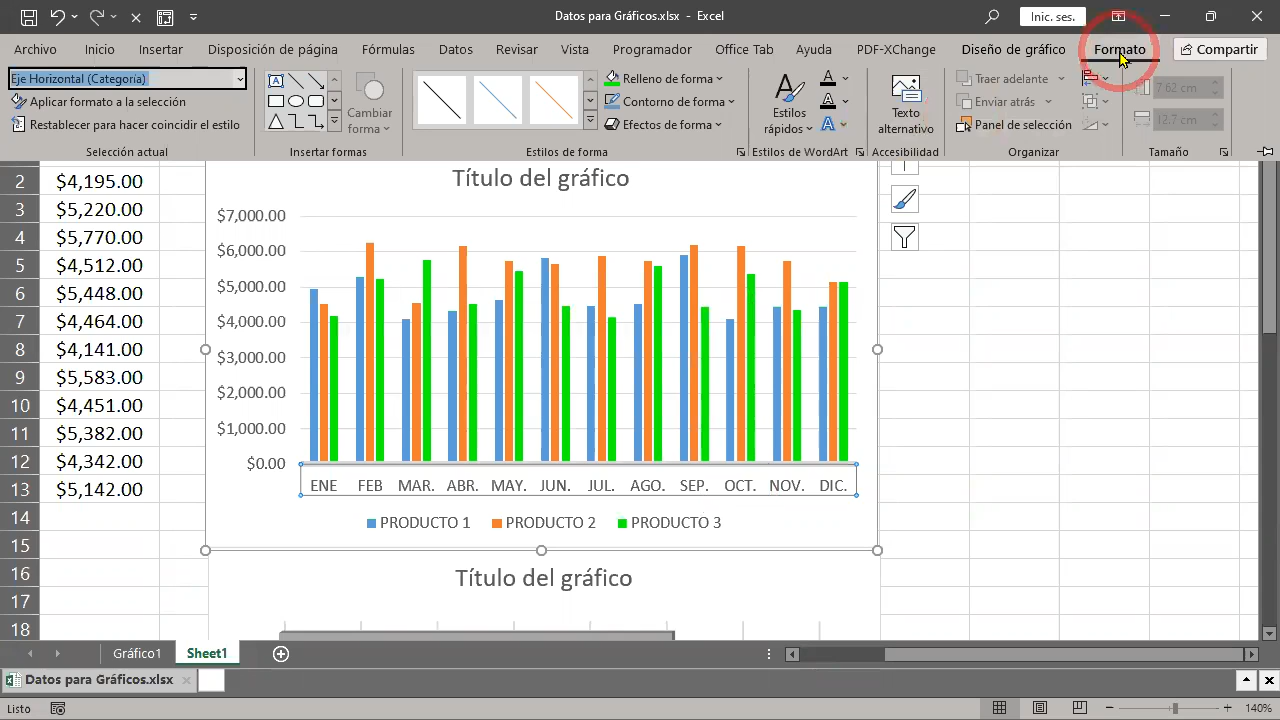 Datos para Gráficos.xlsx - Excel
Inic. ses.
Archivo Inicio Insertar Disposición de página Fórmulas Datos Revisar Vista Programador Office Tab Ayuda PDF-XChange Diseño de gráfico Formato Compartir
Eje Horizontal (Categoría)
Aplicar formato a la selección
Restablecer para hacer coincidir el estilo
Selección actual
Cambiar
forma
Insertar formas
Relleno de forma
Contorno de forma
Efectos de forma
Estilos de forma
Estilos
rápidos
Estilos de WordArt
Texto
alternativo
Accesibilidad
Traer adelante
Enviar atrás
Panel de selección
Organizar
7.62 cm
12.7 cm
Tamaño
2 $4,195.00
3 $5,220.00
4 $5,770.00
5 $4,512.00
6 $5,448.00
7 $4,464.00
8 $4,141.00
9 $5,583.00
10 $4,451.00
11 $5,382.00
12 $4,342.00
13 $5,142.00
14
15
16
17
18
Título del gráfico
$7,000.00
$6,000.00
$5,000.00
$4,000.00
$3,000.00
$2,000.00
$1,000.00
$0.00
ENE FEB MAR. ABR. MAY. JUN. JUL. AGO. SEP. OCT. NOV. DIC.
PRODUCTO 1 PRODUCTO 2 PRODUCTO 3
Título del gráfico
Gráfico1 Sheet1
Datos para Gráficos.xlsx
Listo
140%